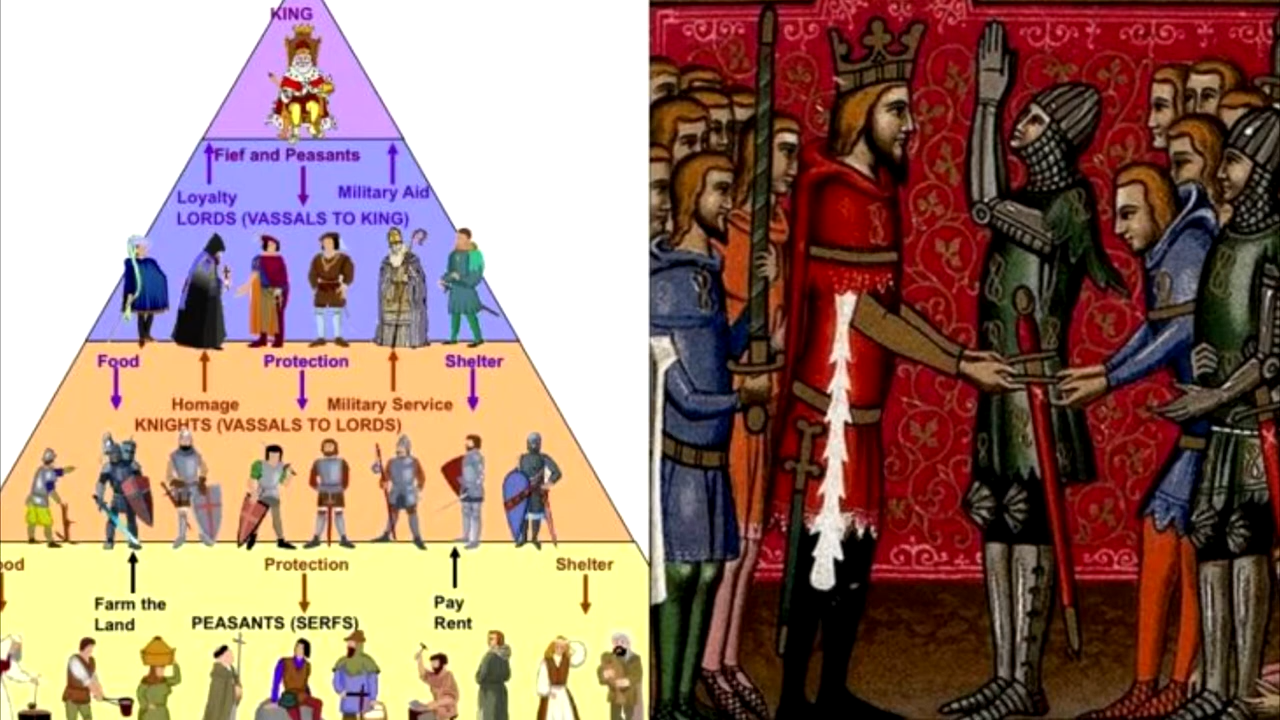 KING
Fief and Peasants
Loyalty
Military Aid
LORDS (VASSALS TO KING)
Food
Protection
Shelter
Homage
Military Service
KNIGHTS (VASSALS TO LORDS)
ood
Protection
Shelter
Farm the
Land
PEASANTS (SERFS)
Pay
Rent